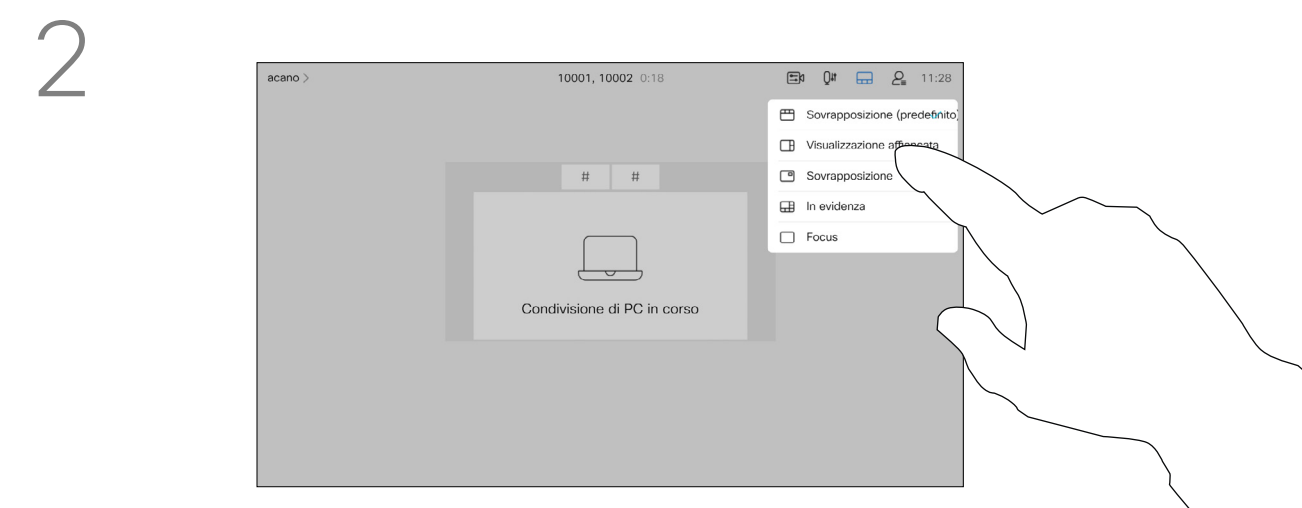 2
acano >
10001, 10002 0:18
11:28
Sovrapposizione (predefinito)
Visualizzazione affiancata
Sovrapposizione
In evidenza
Focus
# #
Condivisione di PC in corso